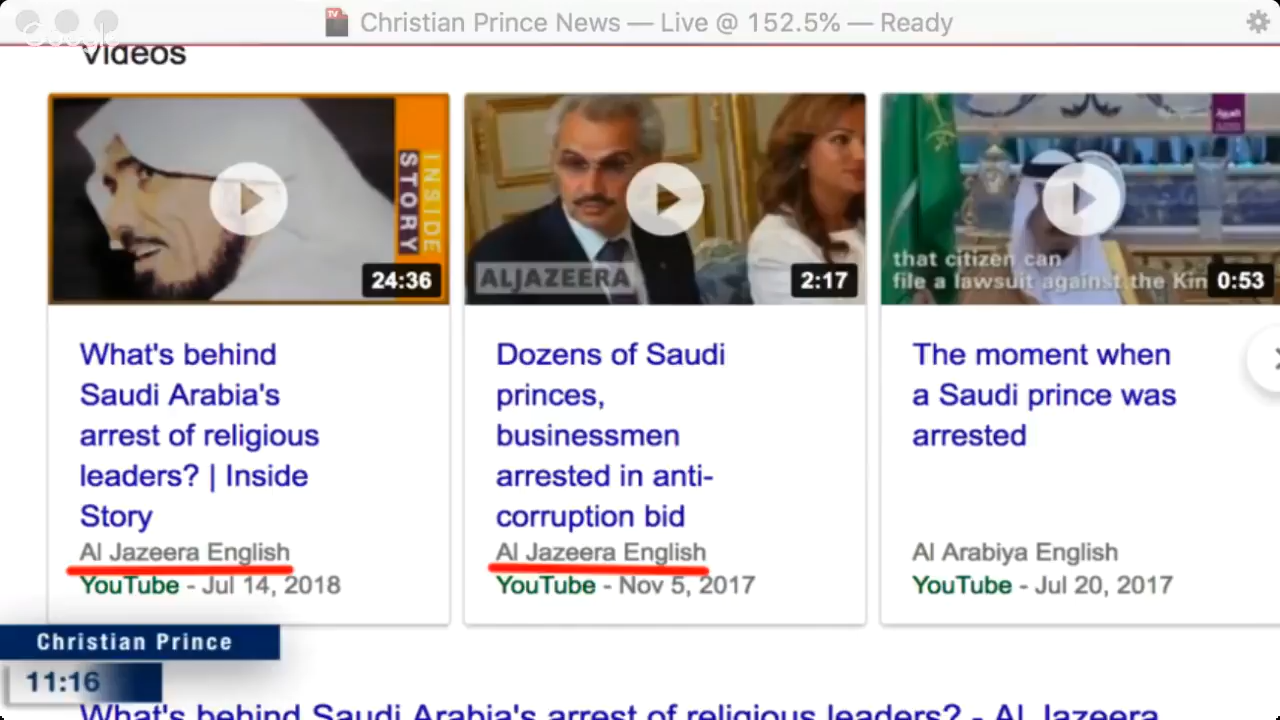 Christian Prince News — Live @ 152.5% — Ready
Google
Videos
INSIDE
STORY
24:36
ALJAZEERA
2:17
العربية
that citizen can
file a lawsuit against the Kin
0:53
What's behind
Saudi Arabia's
arrest of religious
leaders? | Inside
Story
Al Jazeera English
YouTube - Jul 14, 2018
Dozens of Saudi
princes,
businessmen
arrested in anti-
corruption bid
Al Jazeera English
YouTube - Nov 5, 2017
The moment when
a Saudi prince was
arrested
Al Arabiya English
YouTube - Jul 20, 2017
Christian Prince
11:16
What's behind Saudi Arabia's arrest of religious leaders? - Al Jazeera